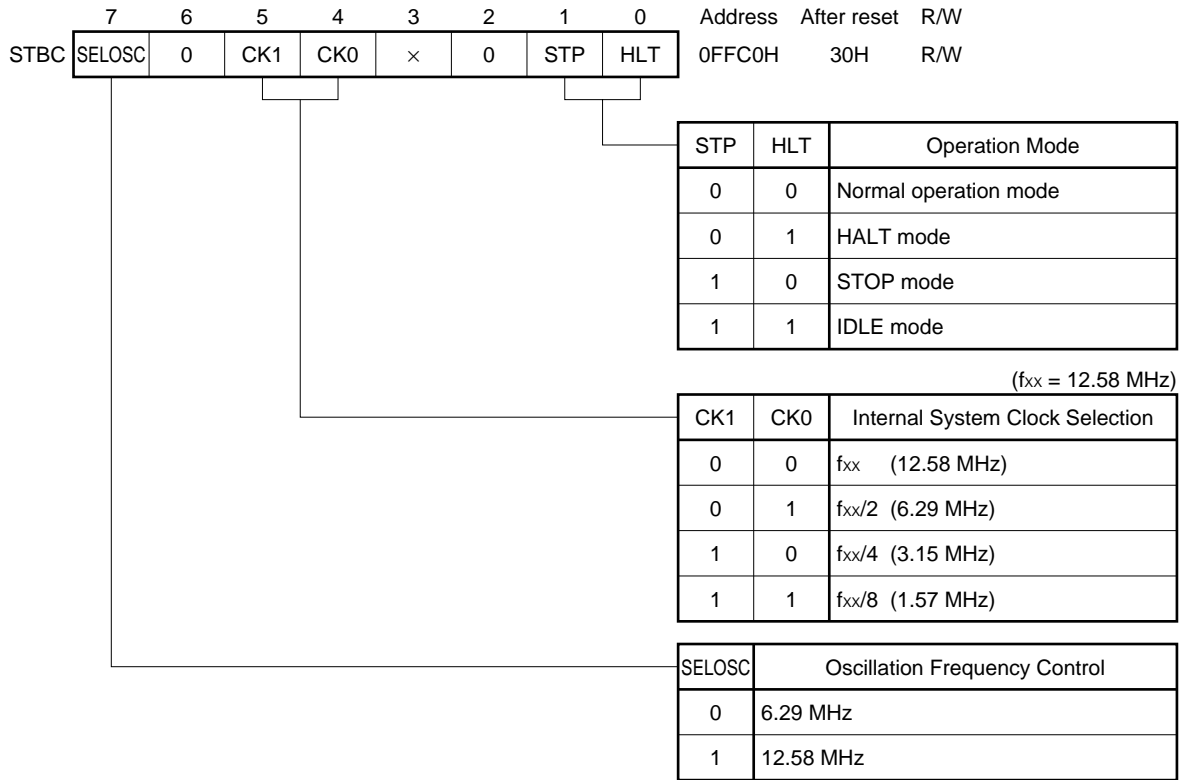 7 6 5 4 3 2 1 0 Address After reset R/W
STBC SELOSC 0 CK1 CK0 × 0 STP HLT 0FFC0H 30H R/W
STP HLT Operation Mode
0 0 Normal operation mode
0 1 HALT mode
1 0 STOP mode
1 1 IDLE mode
(fxx = 12.58 MHz)
CK1 CK0 Internal System Clock Selection
0 0 fxx (12.58 MHz)
0 1 fxx/2 (6.29 MHz)
1 0 fxx/4 (3.15 MHz)
1 1 fxx/8 (1.57 MHz)
SELOSC Oscillation Frequency Control
0 6.29 MHz
1 12.58 MHz